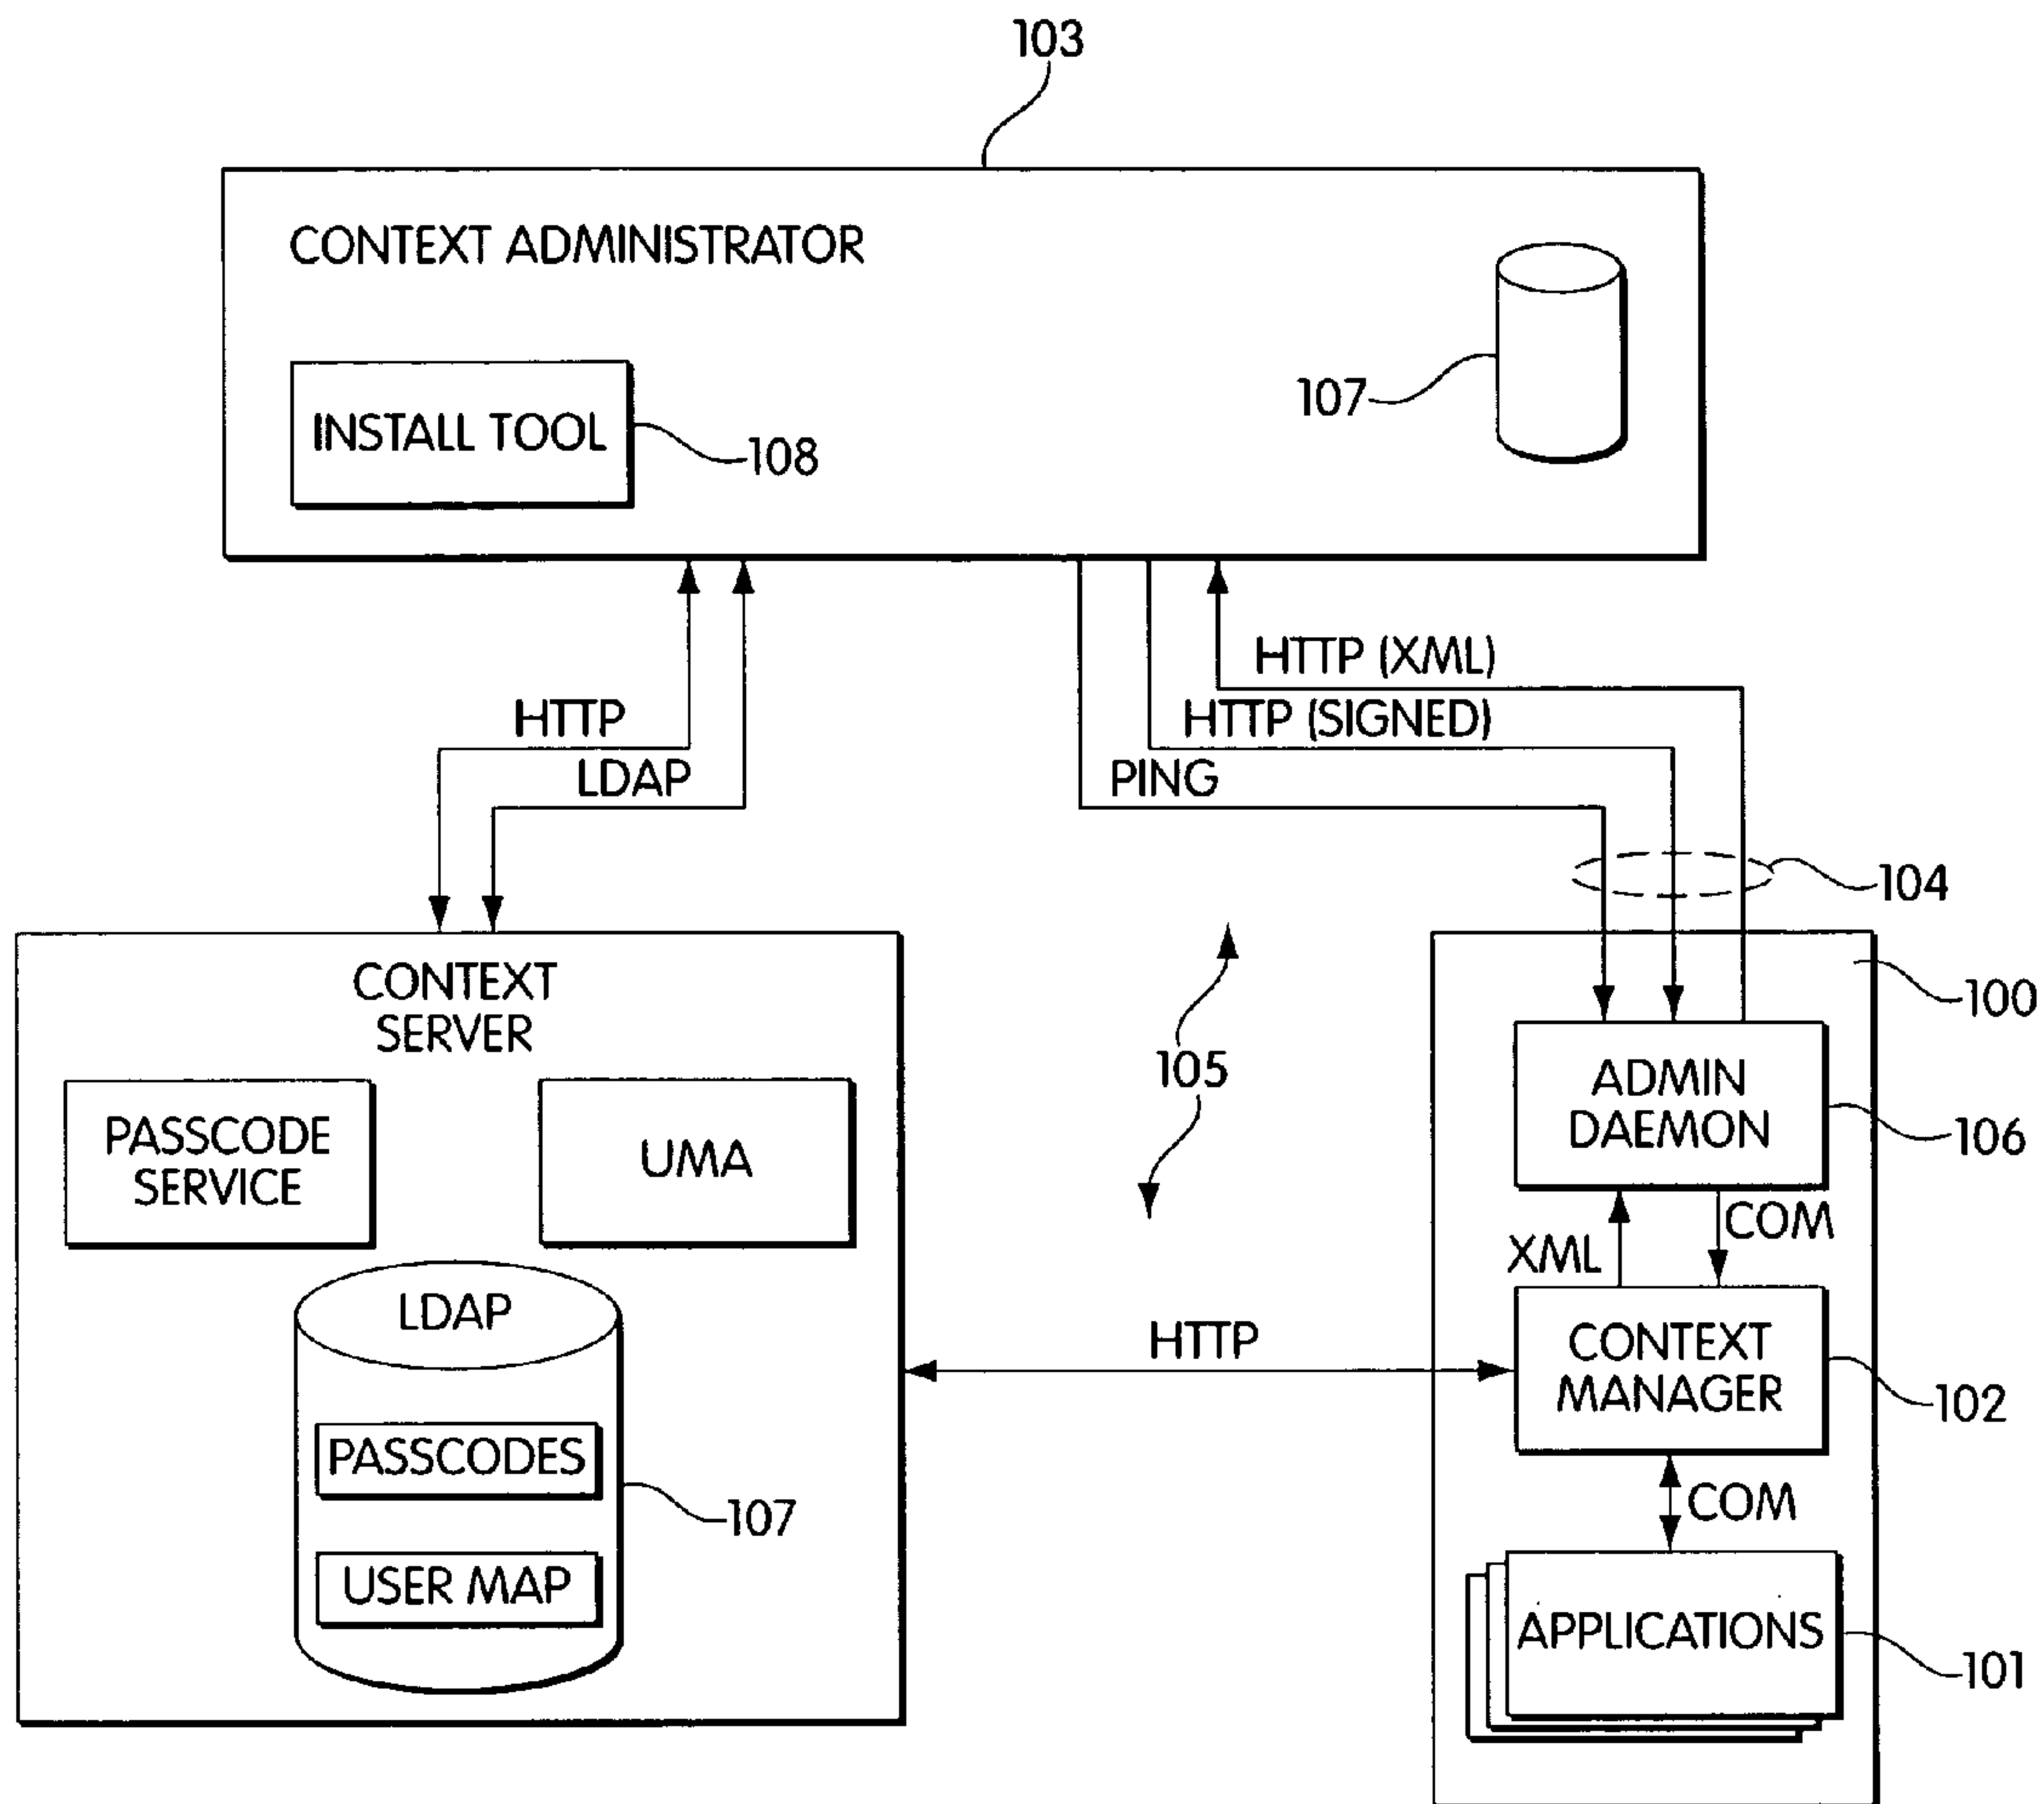 103
CONTEXT ADMINISTRATOR
INSTALL TOOL
108
107
HTTP (XML)
HTTP (SIGNED)
PING
HTTP
LDAP
104
CONTEXT
SERVER
100
105
ADMIN
DAEMON
106
PASSCODE
SERVICE
UMA
COM
XML
LDAP
HTTP
CONTEXT
MANAGER
102
PASSCODES
107
COM
USER MAP
APPLICATIONS
101